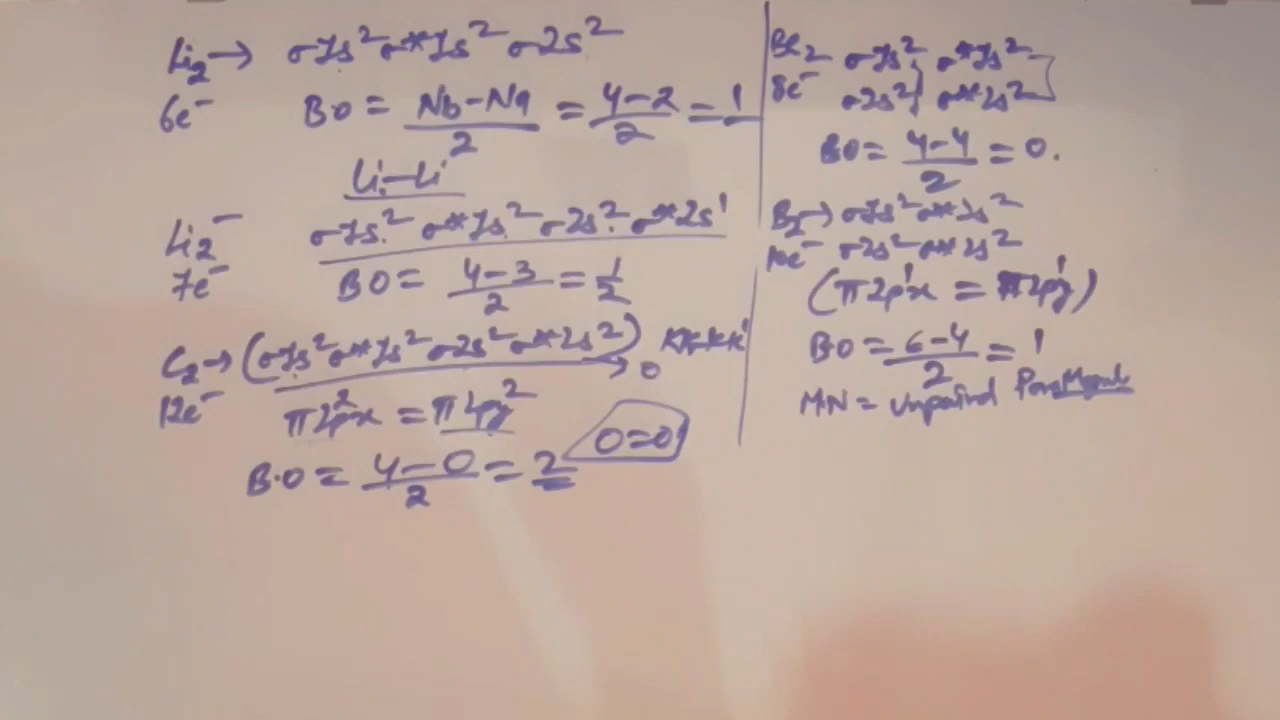 Li₂ → σ1s² σ*1s² σ2s²
6e⁻ BO = Nb-Na/2 = 4-2/2 = 1
Li-Li
Li₂⁻ σ1s² σ*1s² σ2s² σ*2s¹
7e⁻ BO = 4-3/2 = 1/2
C₂ → (σ1s² σ*1s² σ2s² σ*2s²) → 0
12e⁻ π2px² = π2py²
B.O = 4-0/2 = 2
O=O
Be₂ σ1s² σ*1s²
8e⁻ σ2s² σ*2s²
BO = 4-4/2 = 0.
B₂ → σ1s² σ*1s²
10e⁻ σ2s² σ*2s²
(π2p¹x = π2p¹y)
BO = 6-4/2 = 1
M.N = unpaired